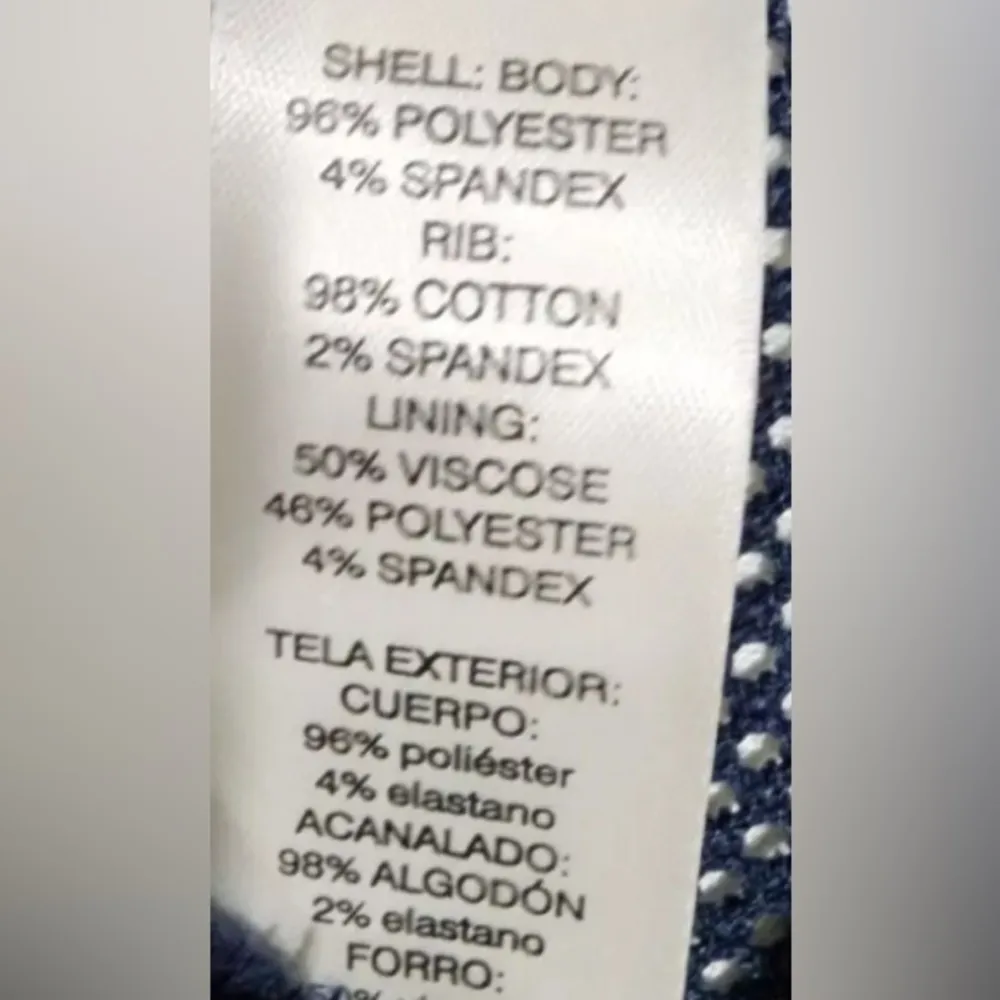 SHELL: BODY:
96% POLYESTER
4% SPANDEX
RIB:
98% COTTON
2% SPANDEX
LINING:
50% VISCOSE
46% POLYESTER
4% SPANDEX
TELA EXTERIOR:
CUERPO:
96% poliéster
4% elastano
ACANALADO:
98% ALGODÓN
2% elastano
FORRO: